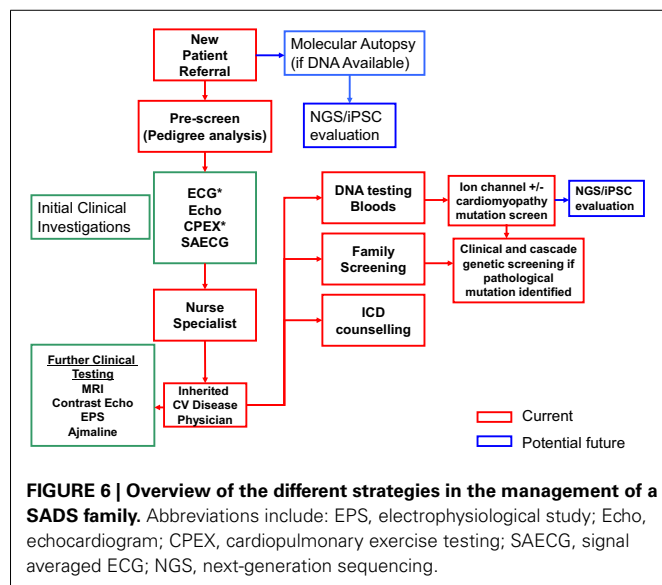 New
Patient
Referral
Molecular Autopsy
(if DNA Available)
Pre-screen
(Pedigree analysis)
NGS/iPSC
evaluation
Initial Clinical
Investigations
ECG*
Echo
CPEX*
SAECG
DNA testing
Bloods
Ion channel +/-
cardiomyopathy
mutation screen
NGS/iPSC
evaluation
Family
Screening
Clinical and cascade
genetic screening if
pathological
mutation identified
Nurse
Specialist
ICD
counselling
Further Clinical
Testing
MRI
Contrast Echo
EPS
Ajmaline
Inherited
CV Disease
Physician
Current
Potential future
FIGURE 6 | Overview of the different strategies in the management of a
SADS family. Abbreviations include: EPS, electrophysiological study; Echo,
echocardiogram; CPEX, cardiopulmonary exercise testing; SAECG, signal
averaged ECG; NGS, next-generation sequencing.